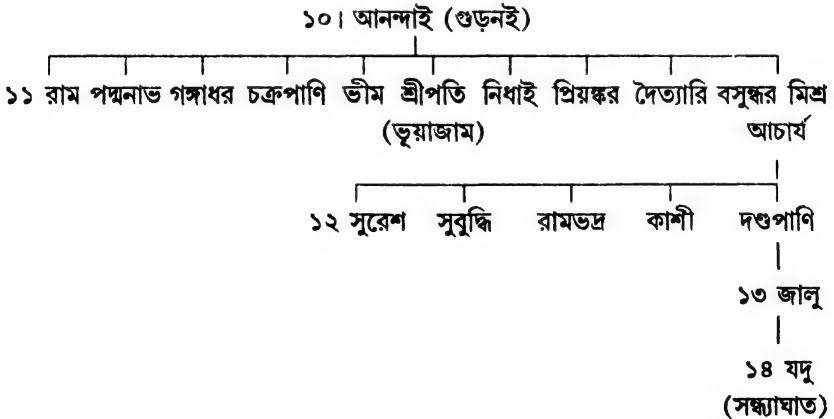 ১০। আনন্দাই (গুড়নই)
১১ রাম পদ্মনাভ গঙ্গাধর চক্রপাণি ভীম শ্রীপতি নিধাই প্রিয়ঙ্কর দৈত্যারি বসুন্ধর মিশ্র
(ভূয়াজাম) আচার্য
১২ সুরেশ সুবুদ্ধি রামভদ্র কাশী দণ্ডপাণি
১৩ জালু
১৪ যদু
(সন্ধ্যাঘাত)